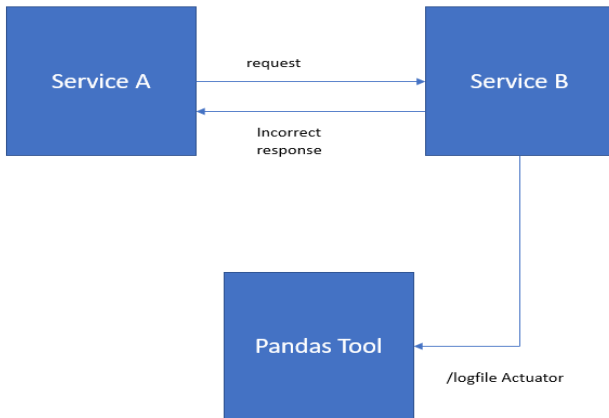 Service A
request
Service B
Incorrect
response
Pandas Tool
/logfile Actuator